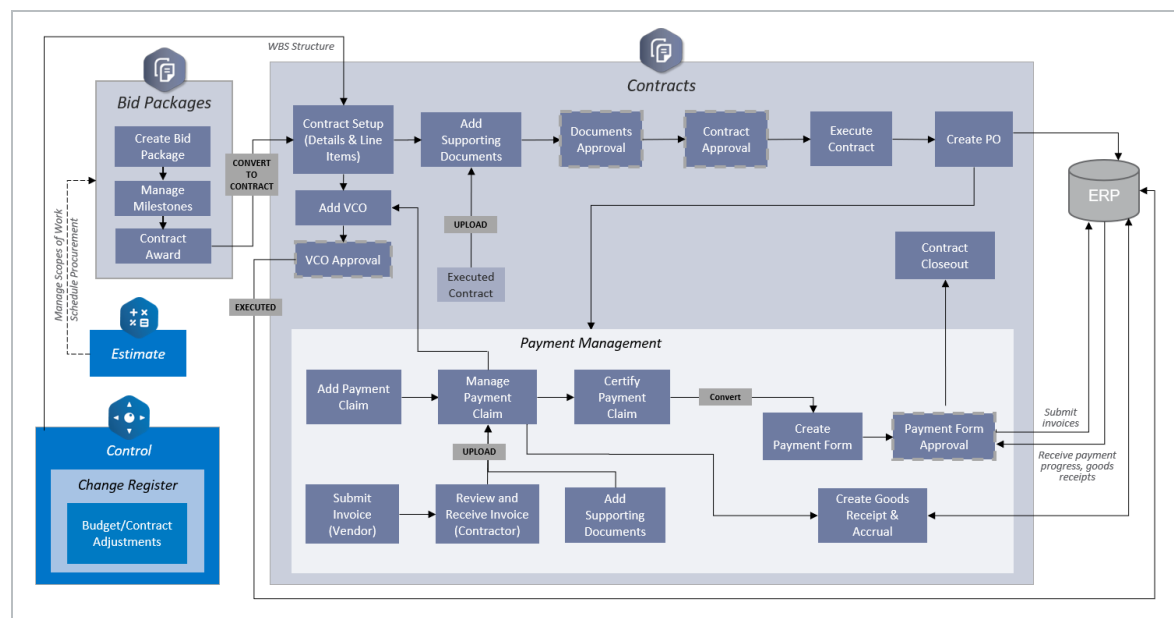 WBS Structure
Bid Packages
Create Bid
Package
Manage
Milestones
Contract
Award
CONVERT
TO
CONTRACT
Manage Scopes of Work
Schedule Procurement
Estimate
Control
Change Register
Budget/Contract
Adjustments
Contracts
Contract Setup
(Details & Line
Items)
Add
Supporting
Documents
Documents
Approval
Contract
Approval
Execute
Contract
Create PO
ERP
Add VCO
VCO Approval
EXECUTED
UPLOAD
Executed
Contract
Contract
Closeout
Payment Management
Add Payment
Claim
Manage
Payment
Claim
Certify
Payment
Claim
Convert
Create
Payment Form
Payment Form
Approval
Submit
invoices
Receive payment
progress, goods
receipts
UPLOAD
Submit
Invoice
(Vendor)
Review and
Receive Invoice
(Contractor)
Add
Supporting
Documents
Create Goods
Receipt &
Accrual